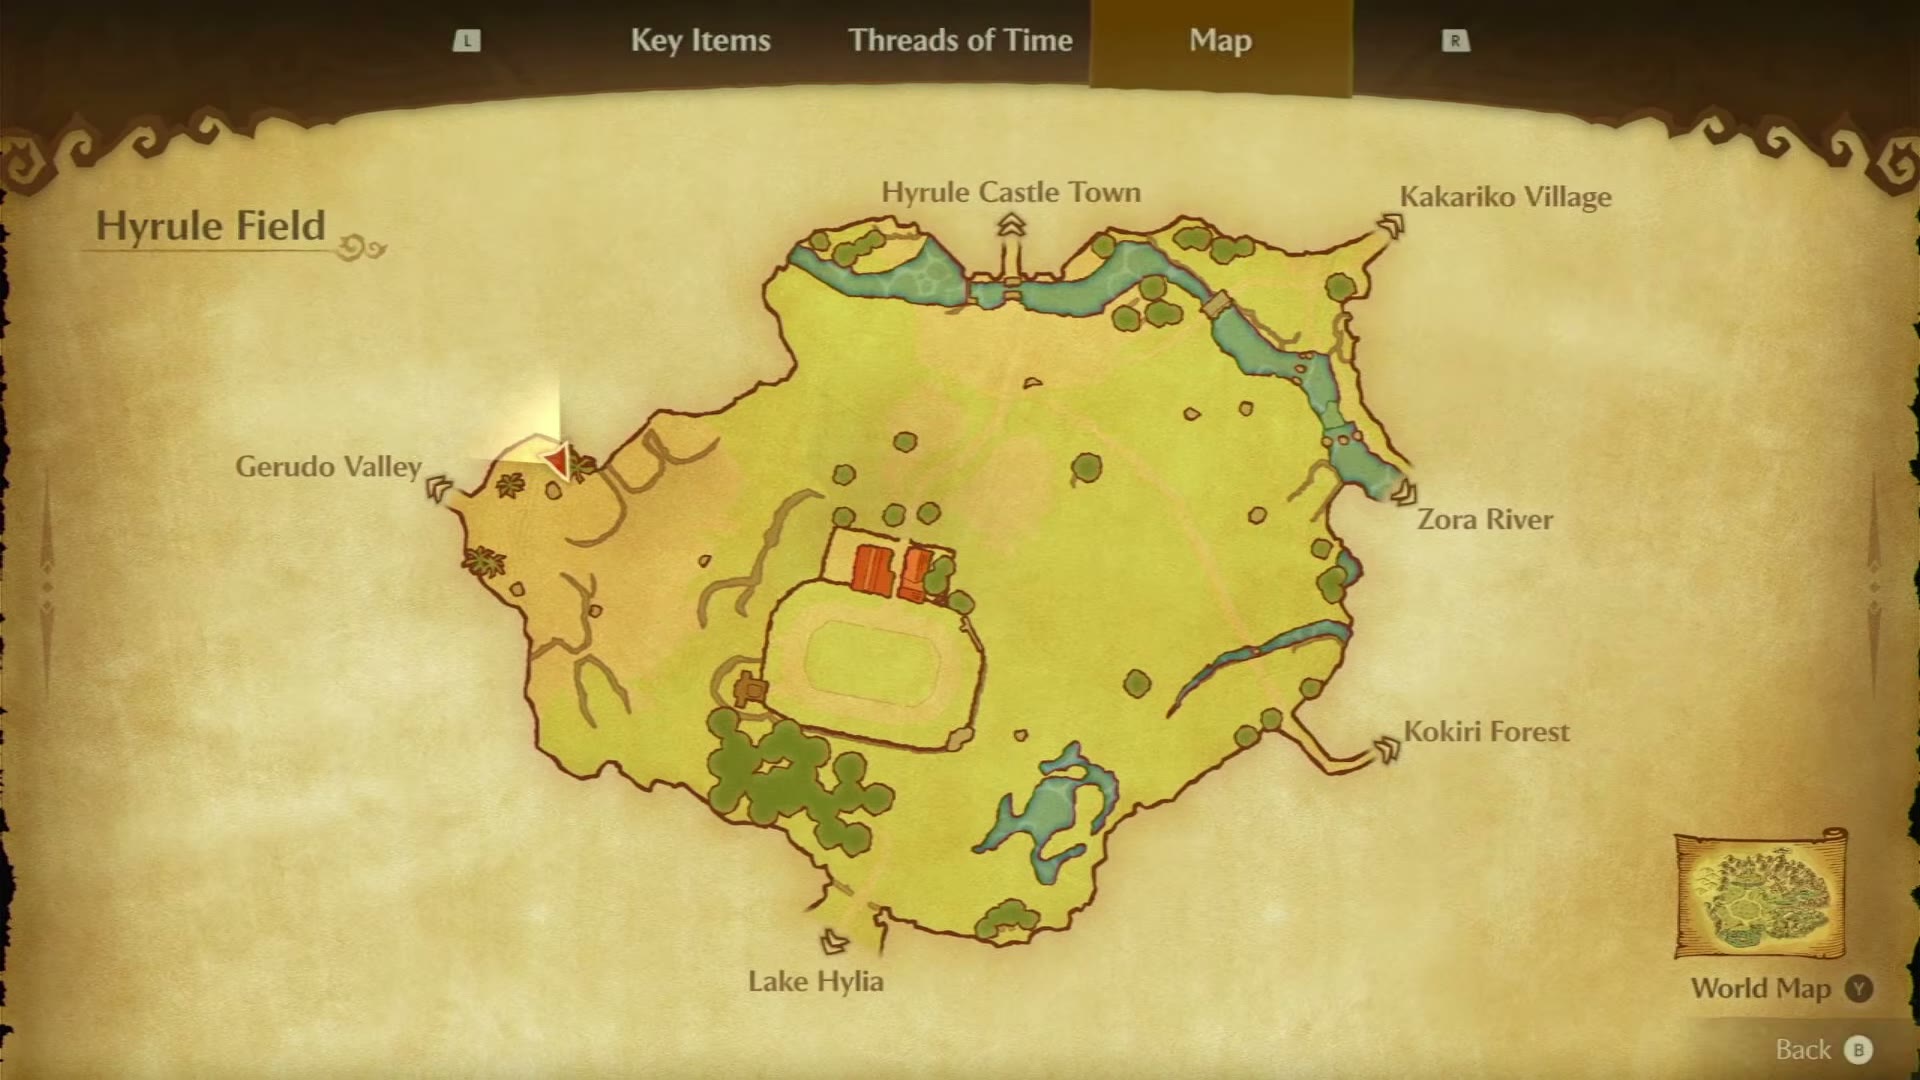 L
Key Items
Threads of Time
Map
R
Hyrule Field
Hyrule Castle Town
Kakariko Village
Gerudo Valley
Zora River
Kokiri Forest
Lake Hylia
World Map Y
Back B